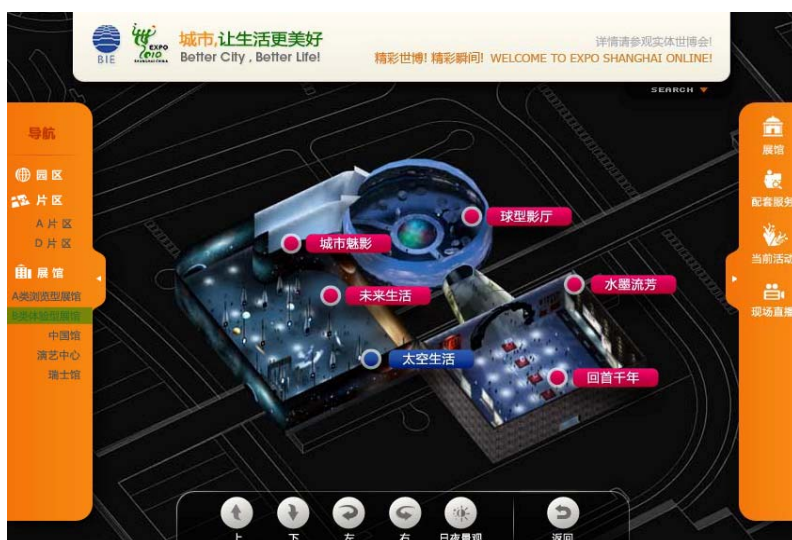 BIE
EXPO
2010
SHANGHAI CHINA
城市,让生活更美好
Better City , Better Life!
详情请参观实体世博会!
精彩世博! 精彩瞬间! WELCOME TO EXPO SHANGHAI ONLINE!
SEARCH
导航
园区
片区
A 片 区
D 片 区
展馆
A类浏览型展馆
B类体验型展馆
中国馆
演艺中心
瑞士馆
球型影厅
城市魅影
水墨流芳
未来生活
太空生活
回首千年
展馆
配套服务
当前活动
现场直播
上
下
左
右
日夜景观
返回